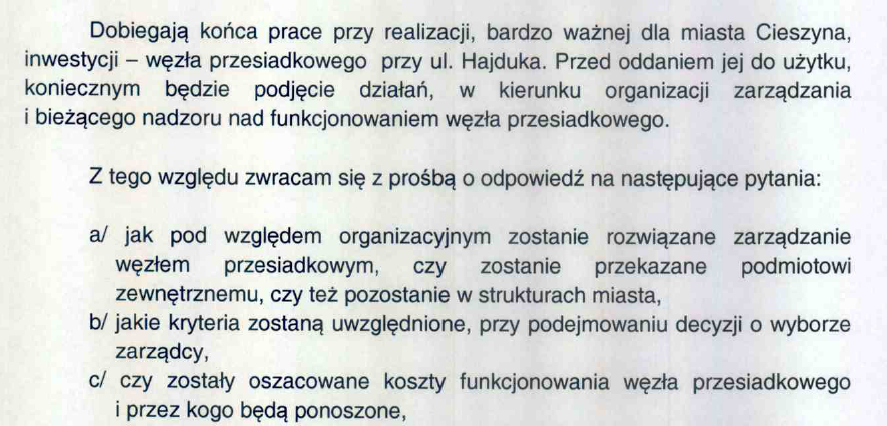 Dobiegają końca prace przy realizacji, bardzo ważnej dla miasta Cieszyna,
inwestycji – węzła przesiadkowego przy ul. Hajduka. Przed oddaniem jej do użytku,
koniecznym będzie podjęcie działań, w kierunku organizacji zarządzania
i bieżącego nadzoru nad funkcjonowaniem węzła przesiadkowego.
Z tego względu zwracam się z prośbą o odpowiedź na następujące pytania:
a/ jak pod względem organizacyjnym zostanie rozwiązane zarządzanie
węzłem przesiadkowym, czy zostanie przekazane podmiotowi
zewnętrznemu, czy też pozostanie w strukturach miasta,
b/ jakie kryteria zostaną uwzględnione, przy podejmowaniu decyzji o wyborze
zarządcy,
c/ czy zostały oszacowane koszty funkcjonowania węzła przesiadkowego
i przez kogo będą ponoszone,